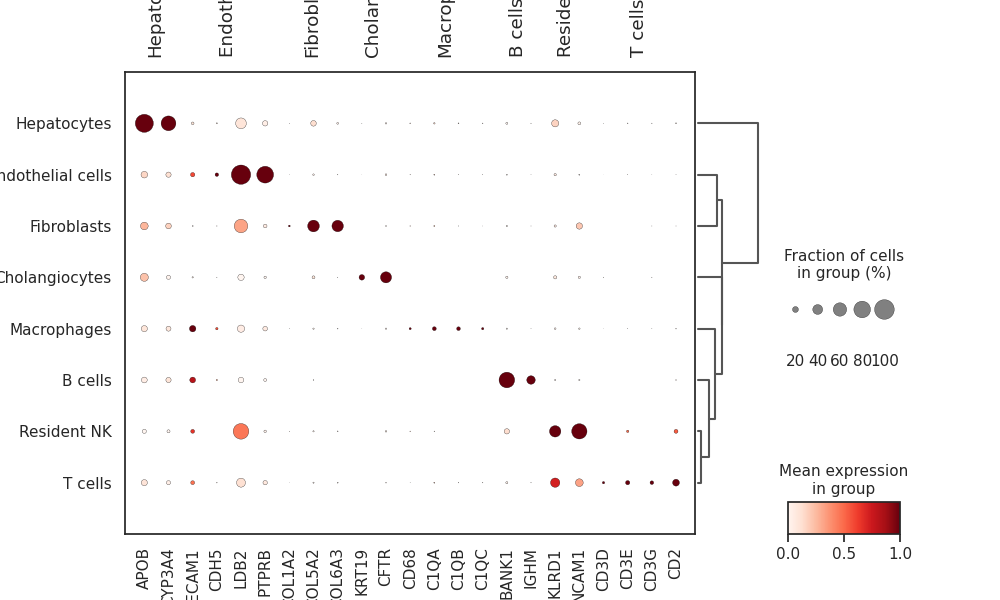 Hepato
Endoth
Fibrobl
Cholan
Macrop
B cells
Reside
T cells
Hepatocytes
ndothelial cells
Fibroblasts
Cholangiocytes
Macrophages
B cells
Resident NK
T cells
Fraction of cells
in group (%)
20 40 60 80 100
Mean expression
in group
0.0 0.5 1.0
APOB
CYP3A4
ECAM1
CDH5
LDB2
PTPRB
OL1A2
OL5A2
OL6A3
KRT19
CFTR
CD68
C1QA
C1QB
C1QC
BANK1
IGHM
KLRD1
NCAM1
CD3D
CD3E
CD3G
CD2